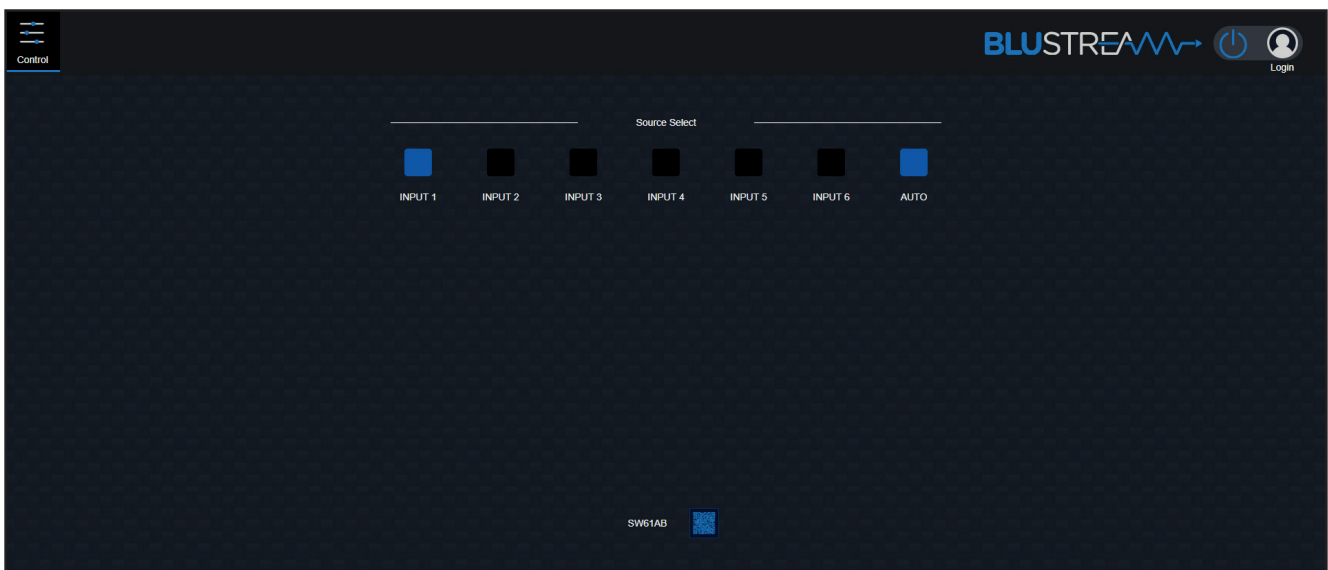 Control
BLUSTREAM
Login
Source Select
INPUT 1 INPUT 2 INPUT 3 INPUT 4 INPUT 5 INPUT 6 AUTO
SW61AB